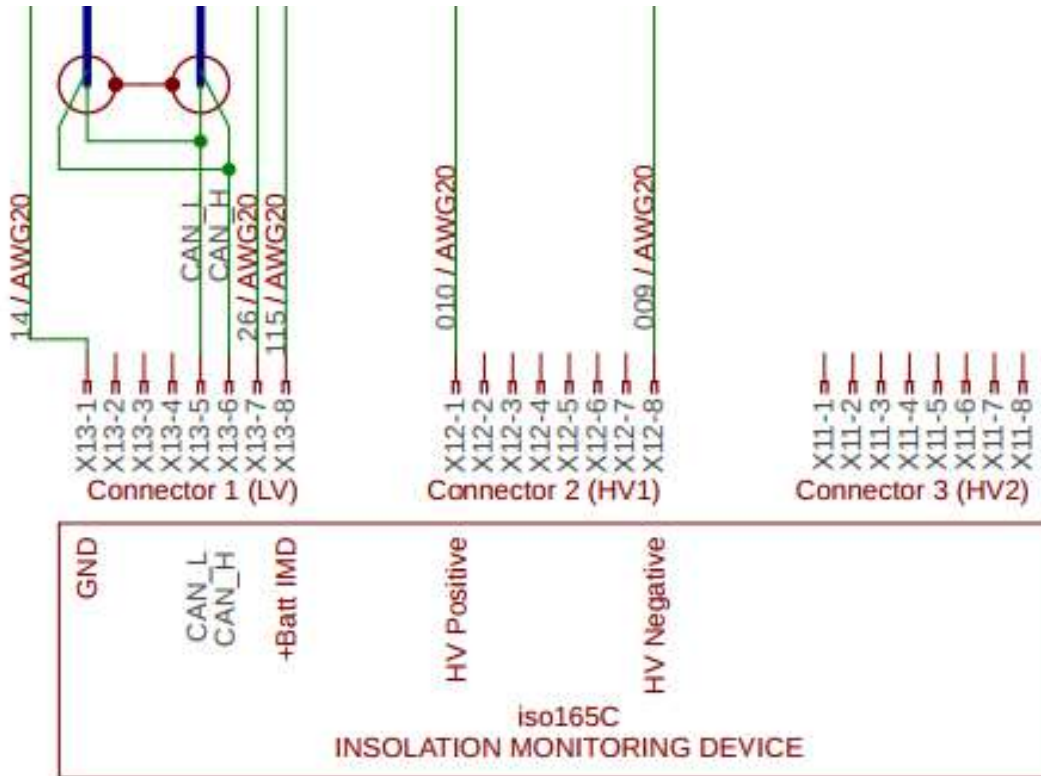 14 / AWG20
CAN_L
CAN_H
26 / AWG20
115 / AWG20
010 / AWG20
009 / AWG20
X13-1
X13-2
X13-3
X13-4
X13-5
X13-6
X13-7
X13-8
X12-1
X12-2
X12-3
X12-4
X12-5
X12-6
X12-7
X12-8
X11-1
X11-2
X11-3
X11-4
X11-5
X11-6
X11-7
X11-8
Connector 1 (LV)
Connector 2 (HV1)
Connector 3 (HV2)
GND
CAN_L
CAN_H
+Batt IMD
HV Positive
HV Negative
iso165C
INSOLATION MONITORING DEVICE